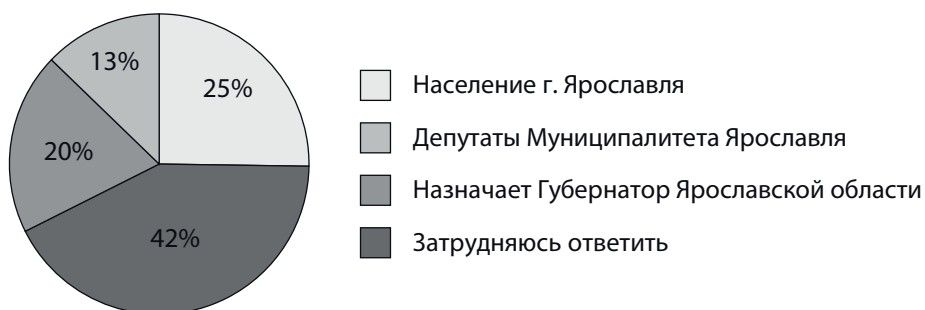 13%
25%
20%
42%
Население г. Ярославля
Депутаты Муниципалитета Ярославля
Назначает Губернатор Ярославской области
Затрудняюсь ответить